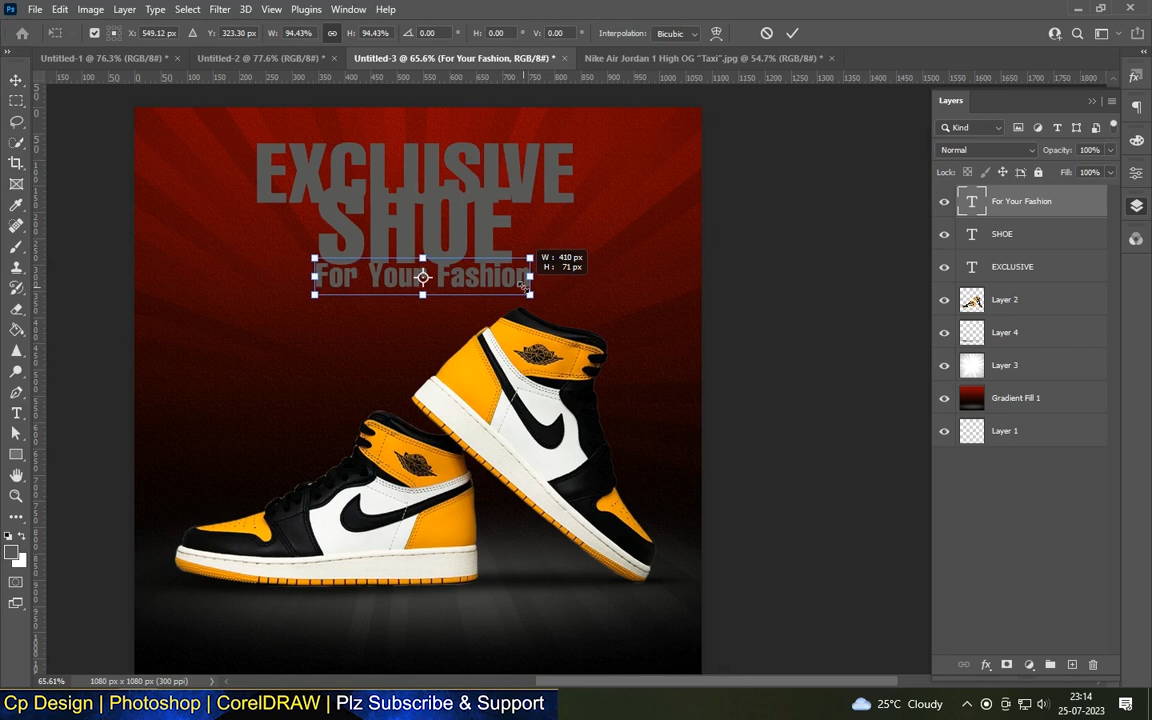 Ps File Edit Image Layer Type Select Filter 3D View Plugins Window Help
X: 549.12 px Y: 323.30 px W: 94.43% H: 94.43% 0.00 ° H: 0.00 ° V: 0.00 ° Interpolation: Bicubic
Untitled-1 @ 76.3% (RGB/8#) * × Untitled-2 @ 77.6% (RGB/8#) * × Untitled-3 @ 65.6% (For Your Fashion, RGB/8#) * × Nike Air Jordan 1 High OG "Taxi".jpg @ 54.7% (RGB/8#) * ×
EXCLUSIVE
SHOE
For Your Fashion
W : 410 px
H : 71 px
Layers
Kind
Normal Opacity: 100%
Lock: Fill: 100%
For Your Fashion
SHOE
EXCLUSIVE
Layer 2
Layer 4
Layer 3
Gradient Fill 1
Layer 1
65.61% 1080 px x 1080 px (300 ppi)
Cp Design | Photoshop | CorelDRAW | Plz Subscribe & Support
25°C Cloudy
23:14
25-07-2023